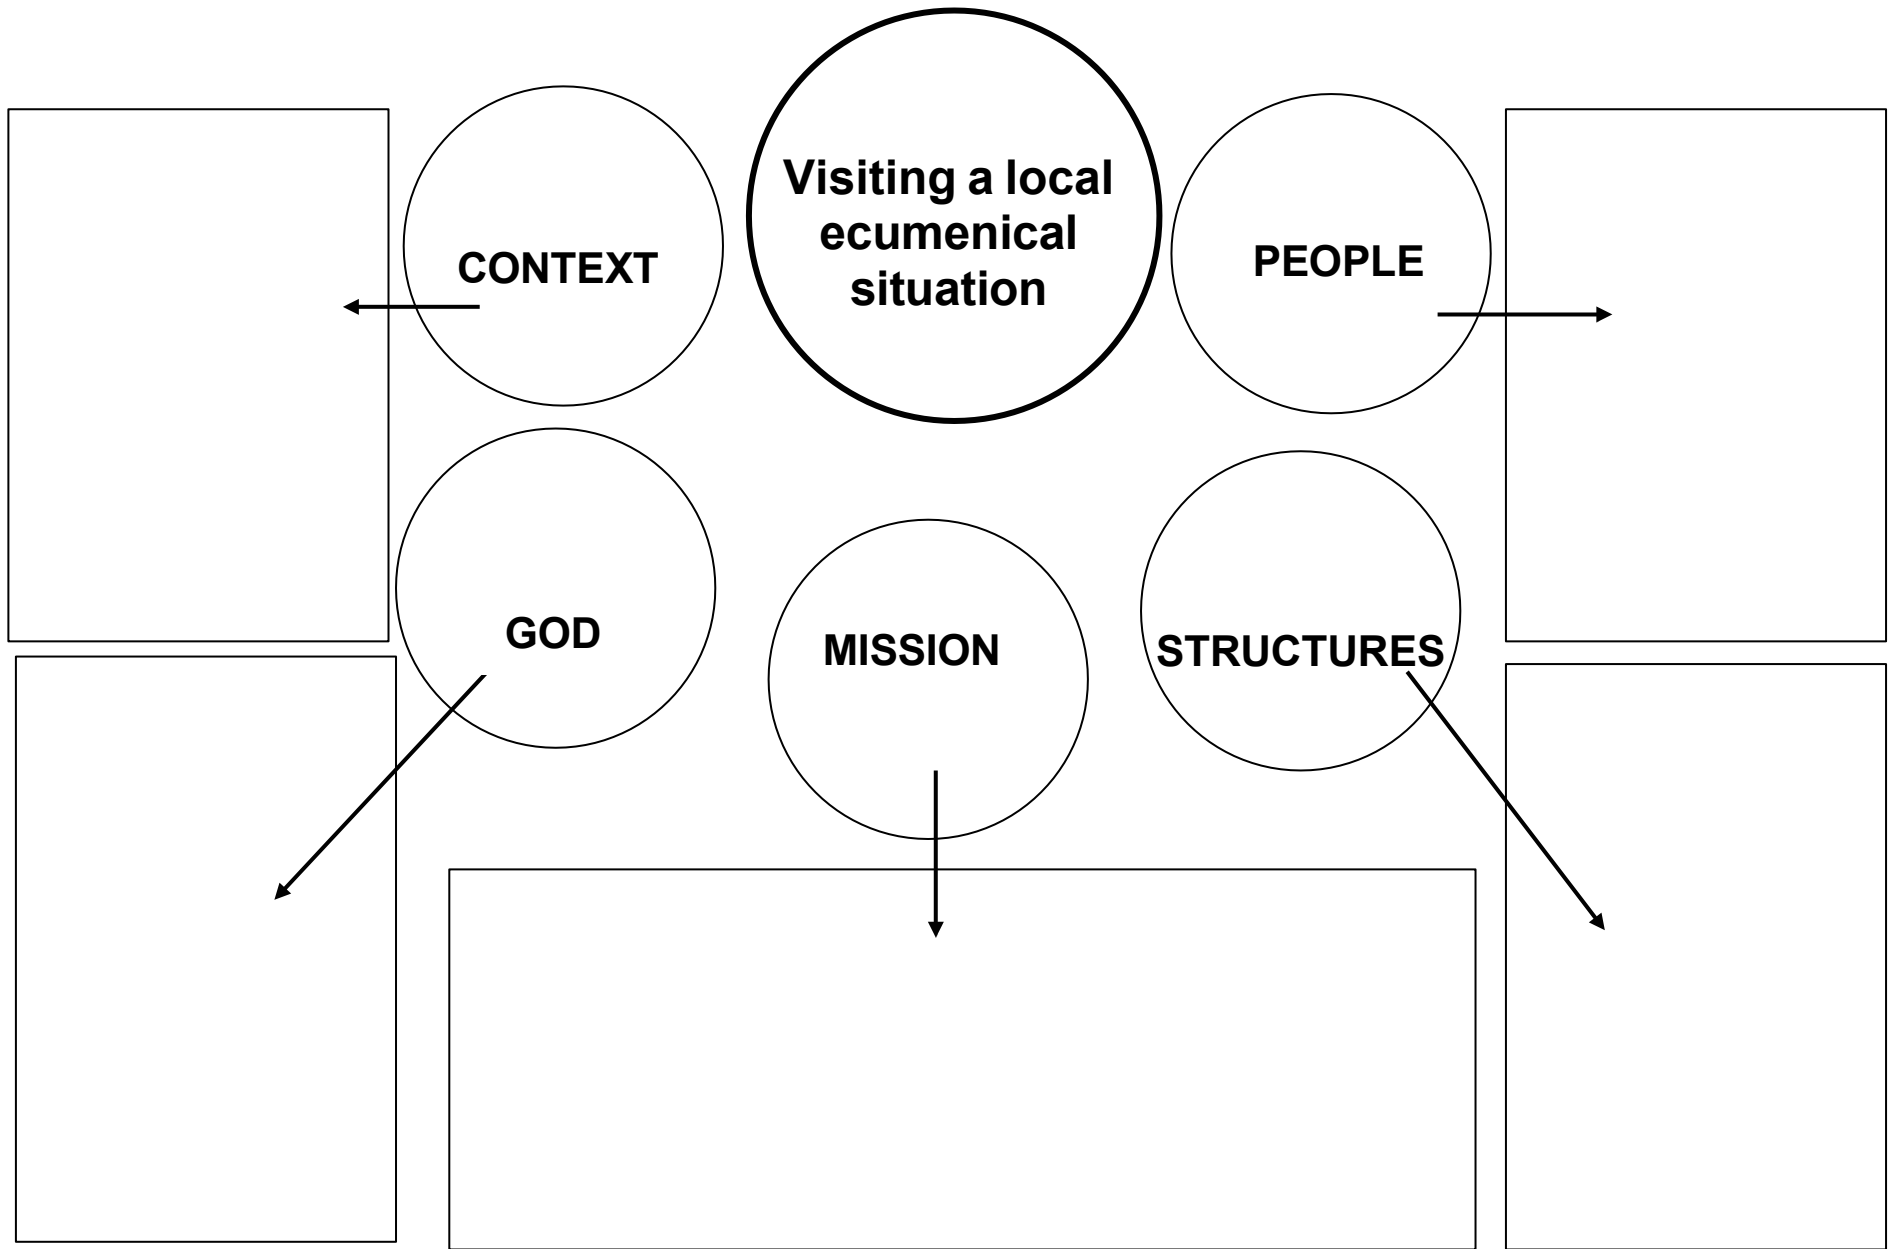 Visiting a local
ecumenical
situation
CONTEXT
PEOPLE
GOD
MISSION
STRUCTURES